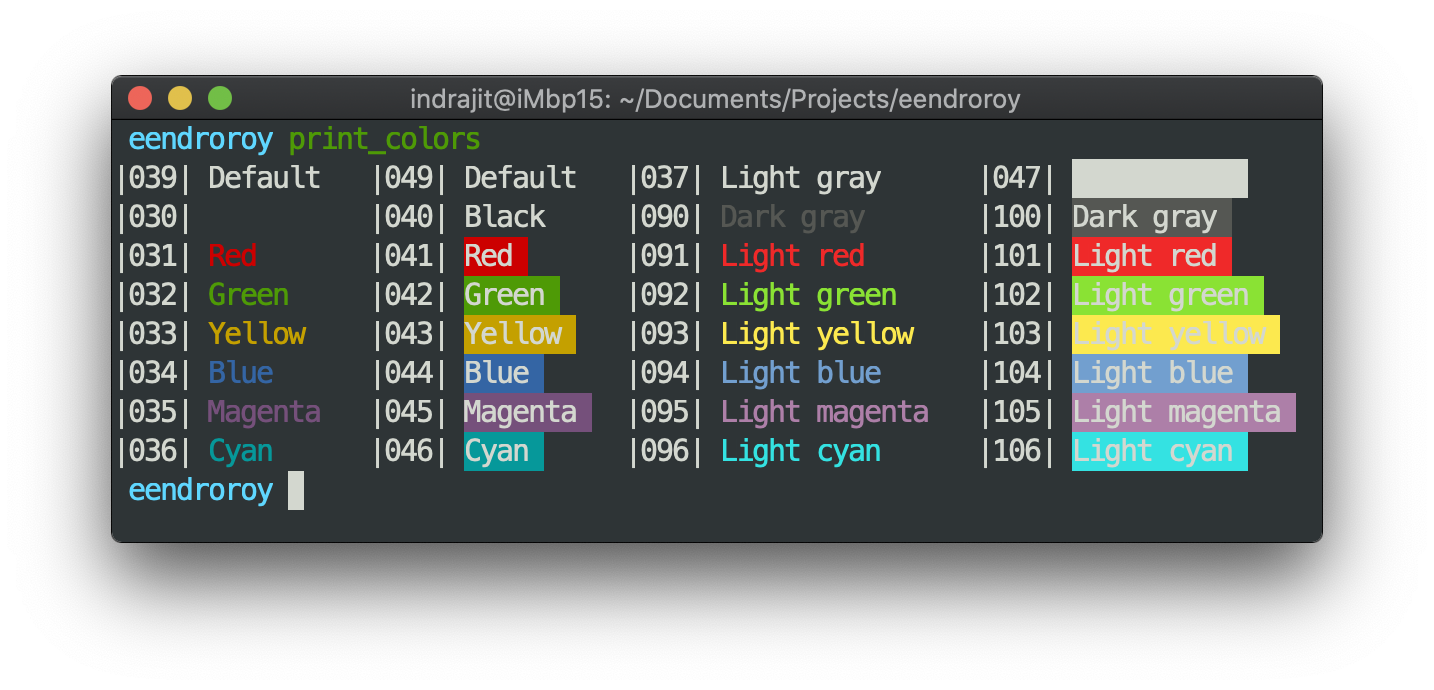 indrajit@iMbp15: ~/Documents/Projects/eendroroy
eendroroy print_colors
|039| Default |049| Default |037| Light gray |047|
|030| |040| Black |090| Dark gray |100| Dark gray
|031| Red |041| Red |091| Light red |101| Light red
|032| Green |042| Green |092| Light green |102| Light green
|033| Yellow |043| Yellow |093| Light yellow |103| Light yellow
|034| Blue |044| Blue |094| Light blue |104| Light blue
|035| Magenta |045| Magenta |095| Light magenta |105| Light magenta
|036| Cyan |046| Cyan |096| Light cyan |106| Light cyan
eendroroy